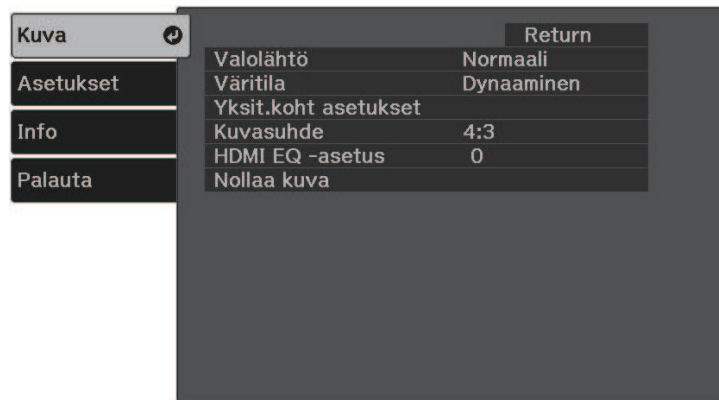 Kuva
Asetukset
Info
Palauta
Return
Valolähtö Normaali
Väritila Dynaaminen
Yksit.koht asetukset
Kuvasuhde 4:3
HDMI EQ -asetus 0
Nollaa kuva